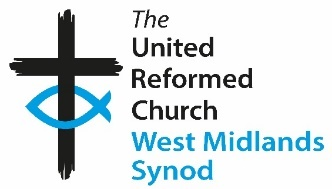 The
United
Reformed
Church
West Midlands
Synod